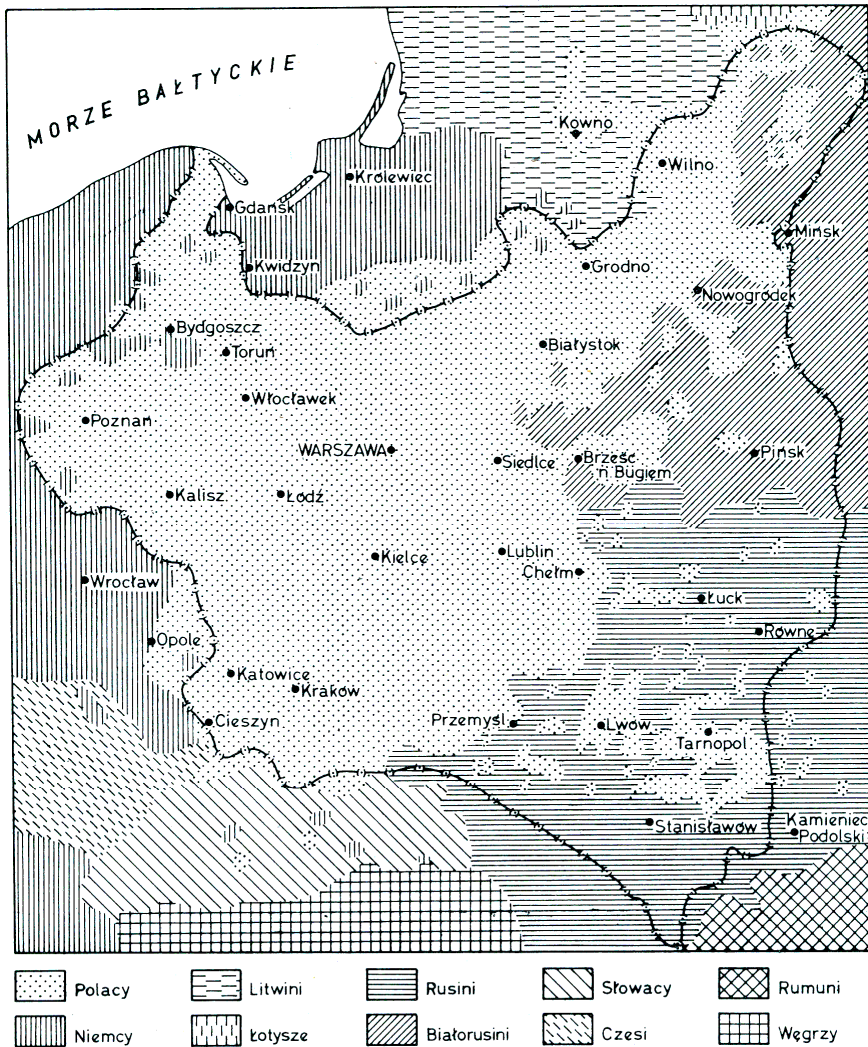 MORZE BAŁTYCKIE
Kowno
Wilno
Królewiec
Gdańsk
Mińsk
Kwidzyn
Grodno
Nowogródek
Bydgoszcz
Toruń
Białystok
Włocławek
Poznań
WARSZAWA
Siedlce
Brześć
n. Bugiem
Pińsk
Kalisz
Łódź
Kielce
Lublin
Chełm
Wrocław
Łuck
Równe
Opole
Katowice
Kraków
Cieszyn
Przemyśl
Lwów
Tarnopol
Stanisławów
Kamieniec
Podolski
Polacy
Litwini
Rusini
Słowacy
Rumuni
Niemcy
Łotysze
Białorusini
Czesi
Węgrzy